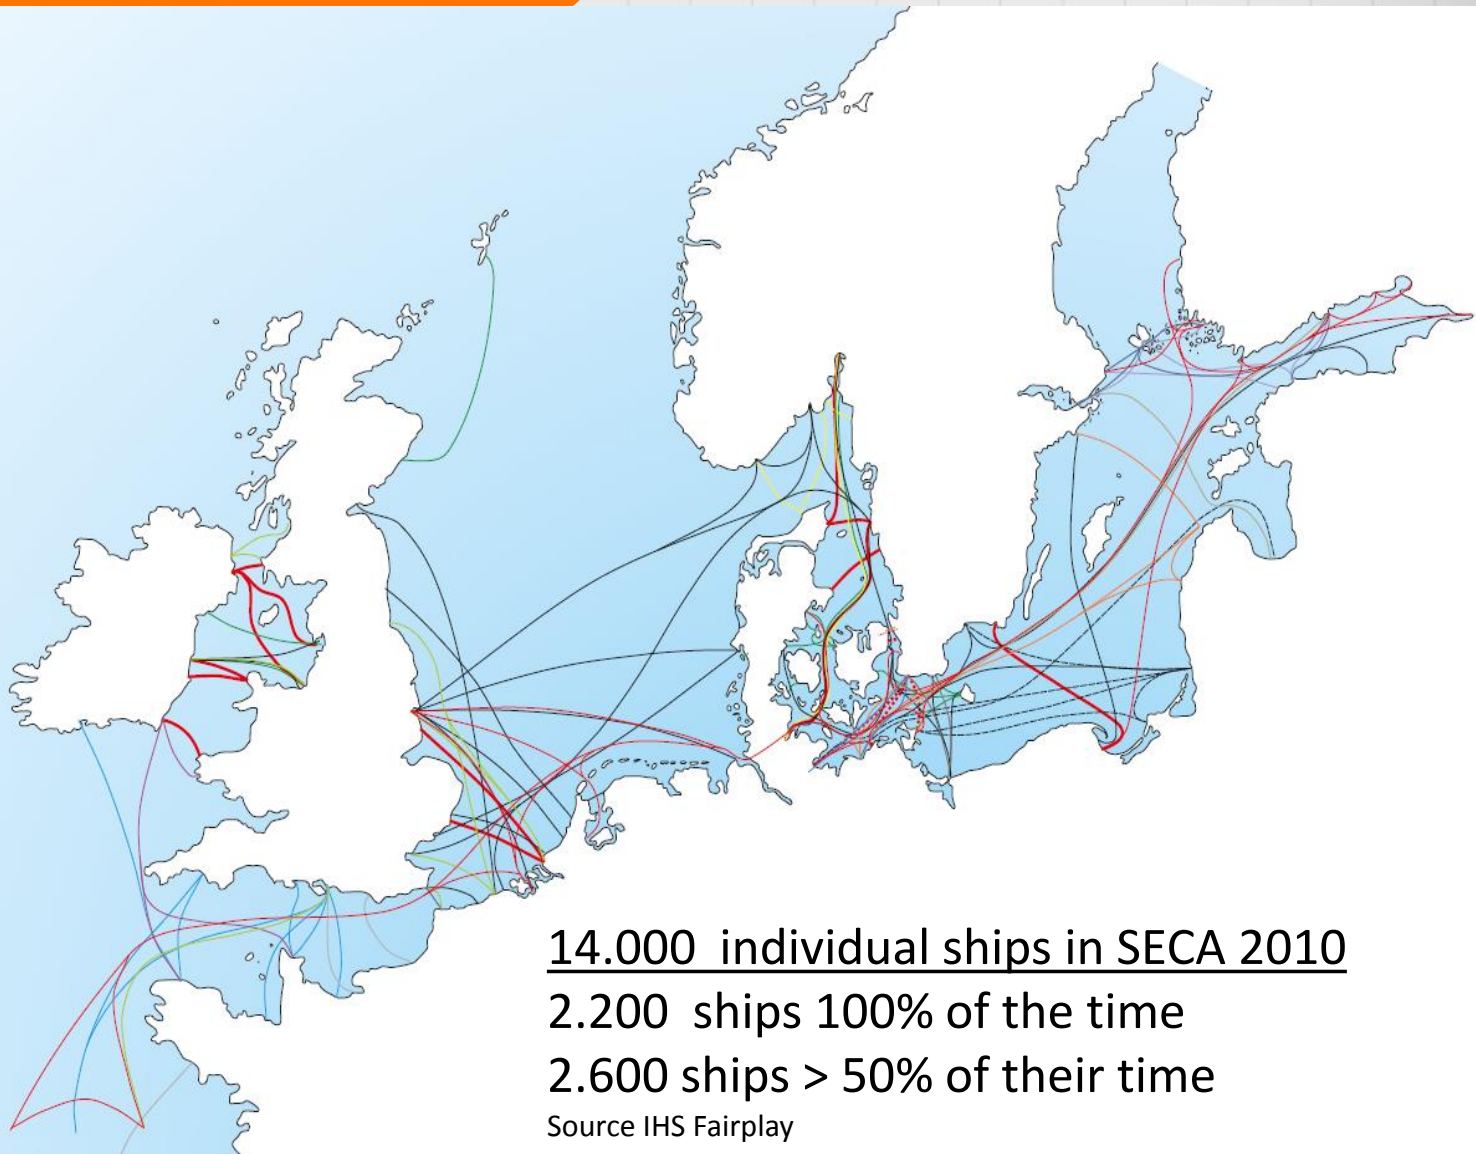 14.000 individual ships in SECA 2010
2.200 ships 100% of the time
2.600 ships > 50% of their time
Source IHS Fairplay